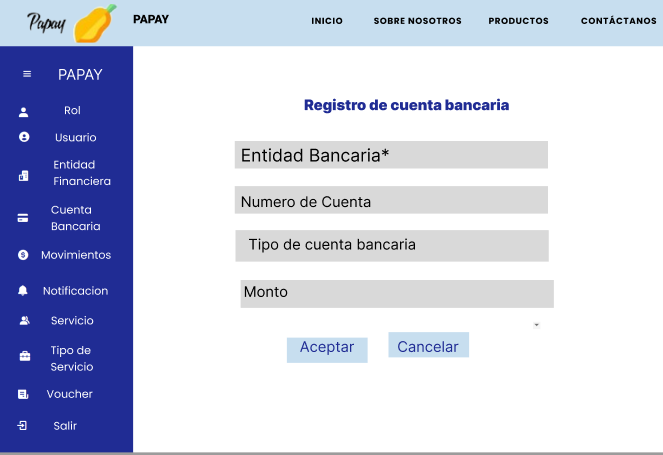 Papay
PAPAY
INICIO
SOBRE NOSOTROS
PRODUCTOS
CONTÁCTANOS
PAPAY
Rol
Usuario
Entidad
Financiera
Cuenta
Bancaria
Movimientos
Notificacion
Servicio
Tipo de
Servicio
Voucher
Salir
Registro de cuenta bancaria
Entidad Bancaria*
Numero de Cuenta
Tipo de cuenta bancaria
Monto
Aceptar
Cancelar